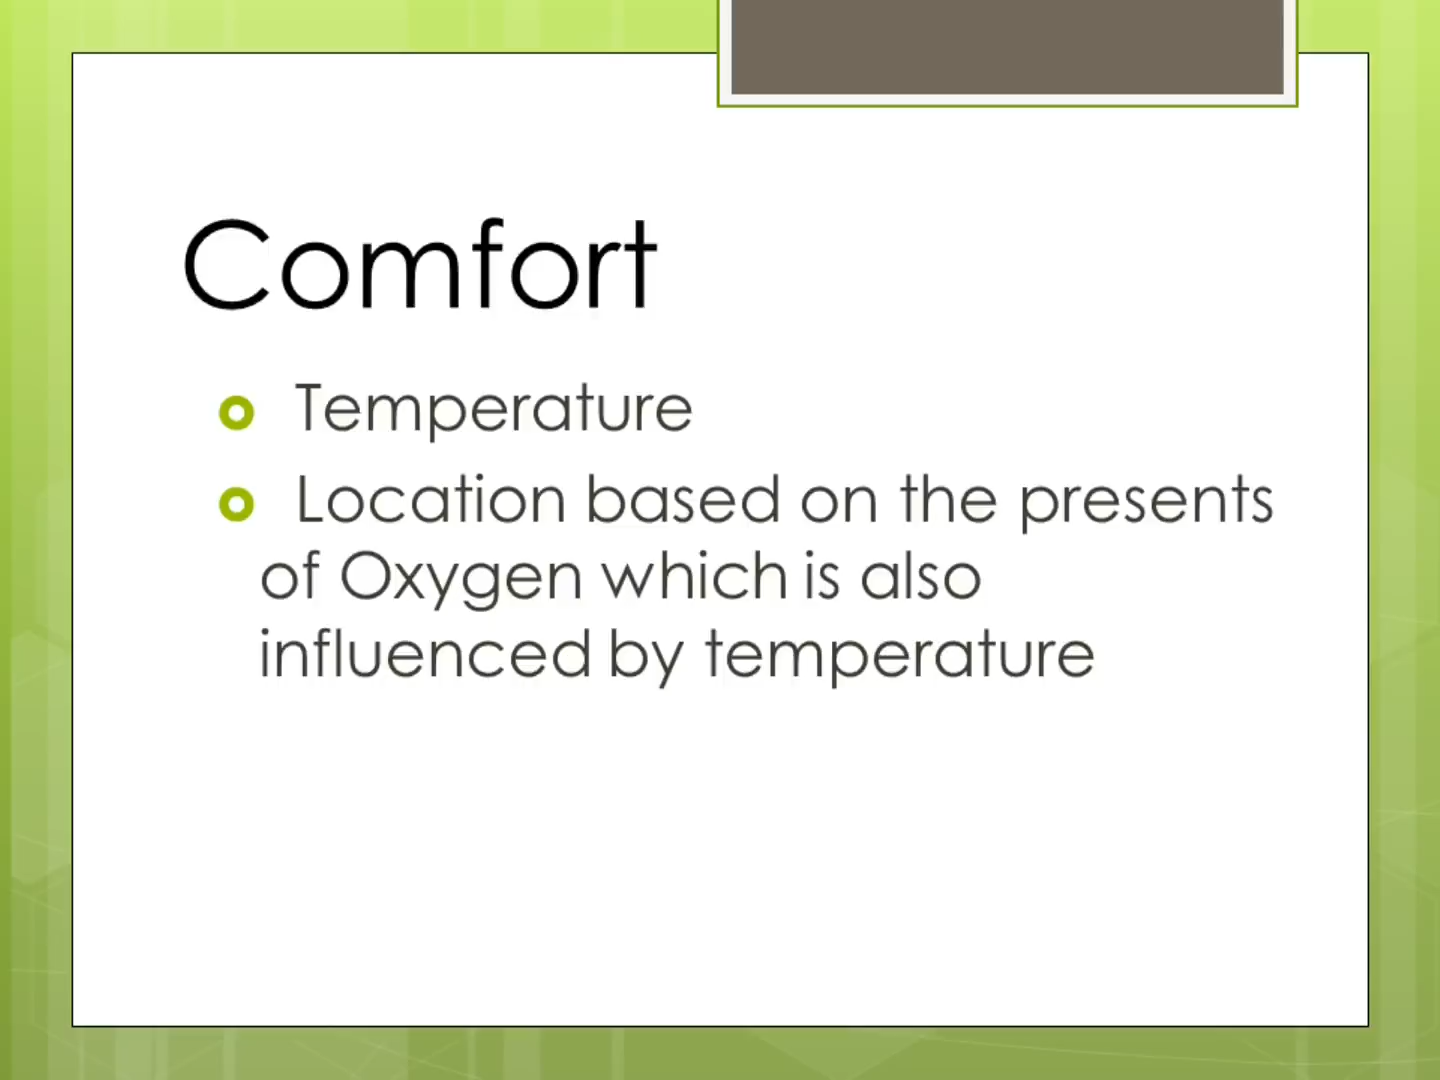 Comfort
Temperature
Location based on the presents
of Oxygen which is also
influenced by temperature